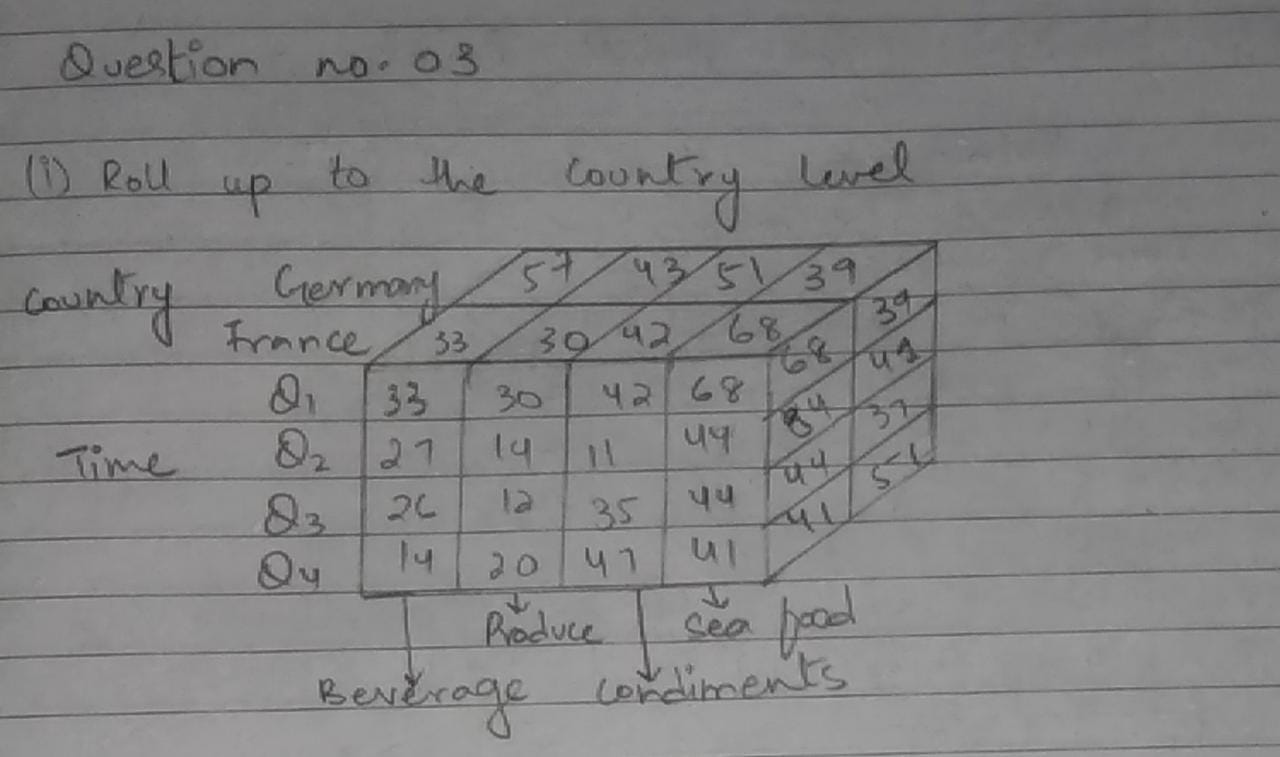 Question no. 03
(i) Roll up to the Country level
Country Germany 57 43 51 39
France 33 30 42 68 68 39
Q1 33 30 42 68
Q2 27 14 11 44 37
Q3 26 12 35 44 44 51
Q4 14 20 47 41 41
Time
Produce Sea food
Beverage Condiments